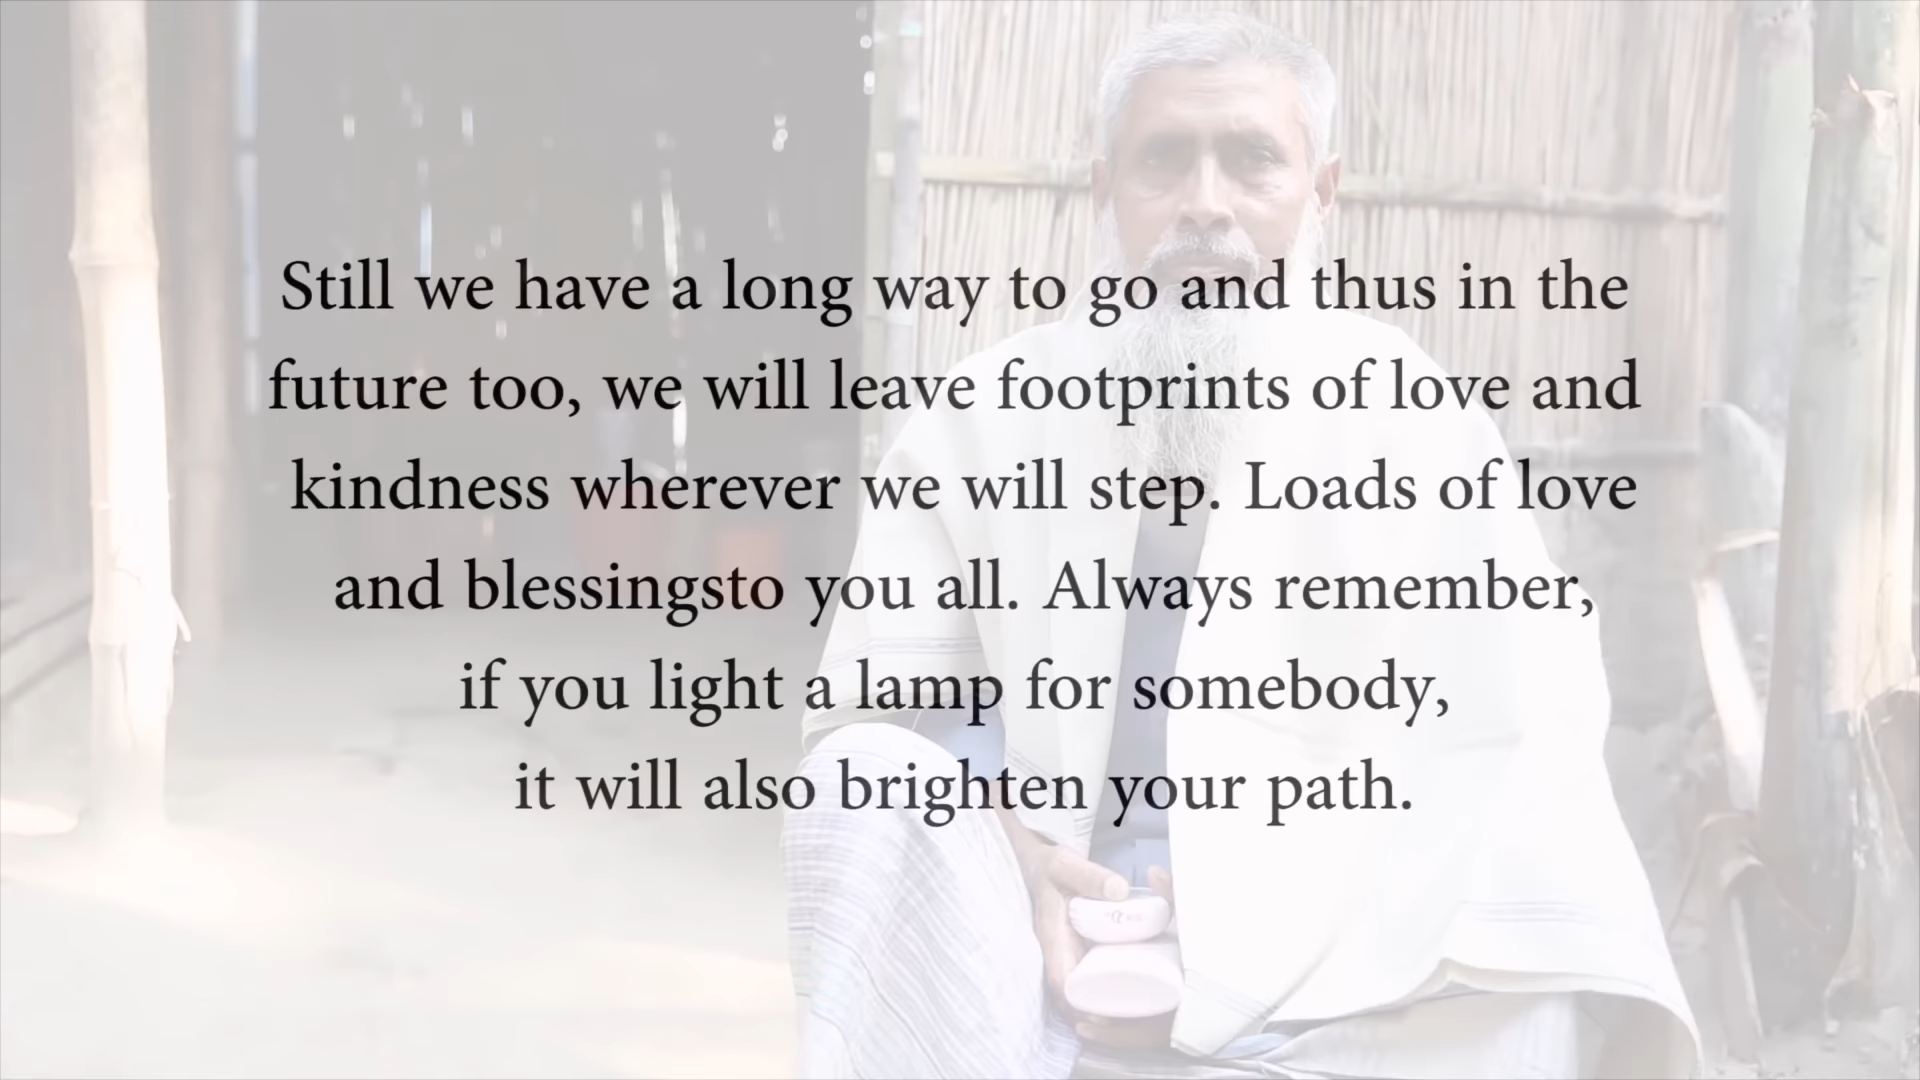 Still we have a long way to go and thus in the
future too, we will leave footprints of love and
kindness wherever we will step. Loads of love
and blessingsto you all. Always remember,
if you light a lamp for somebody,
it will also brighten your path.